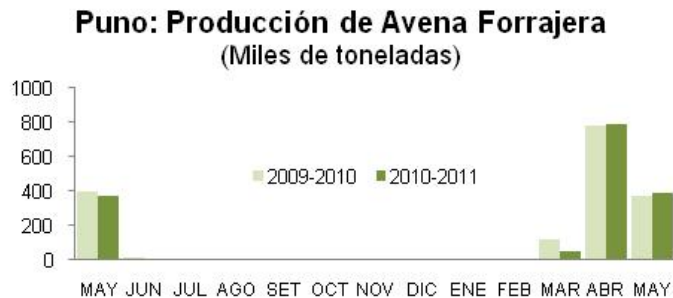 Puno: Producción de Avena Forrajera
(Miles de toneladas)
1000
800
600
400
200
0
2009-2010 2010-2011
MAY JUN JUL AGO SET OCT NOV DIC ENE FEB MAR ABR MAY